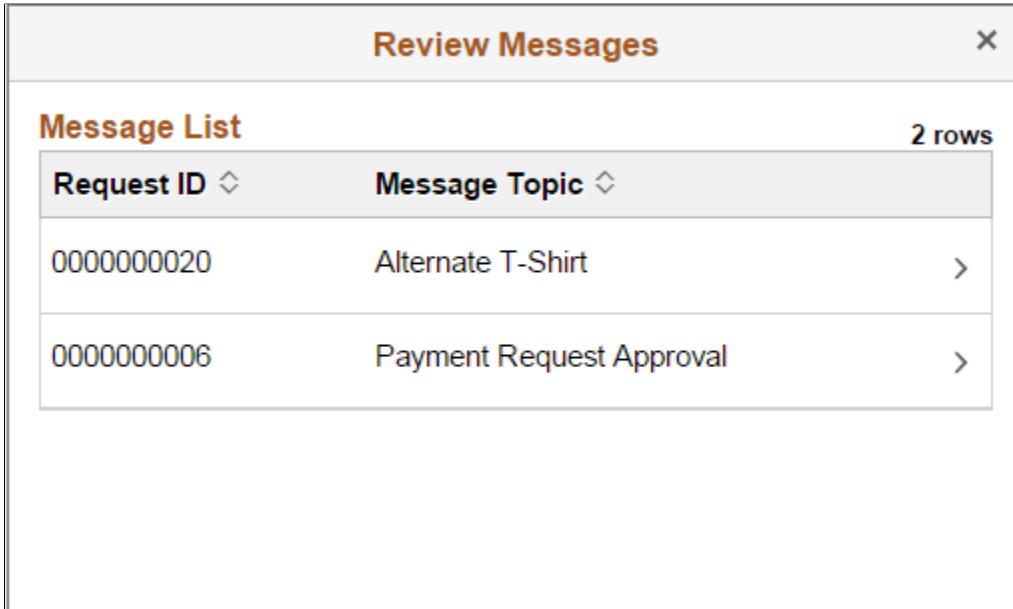 Review Messages
Message List
2 rows
Request ID Message Topic
0000000020 Alternate T-Shirt
0000000006 Payment Request Approval